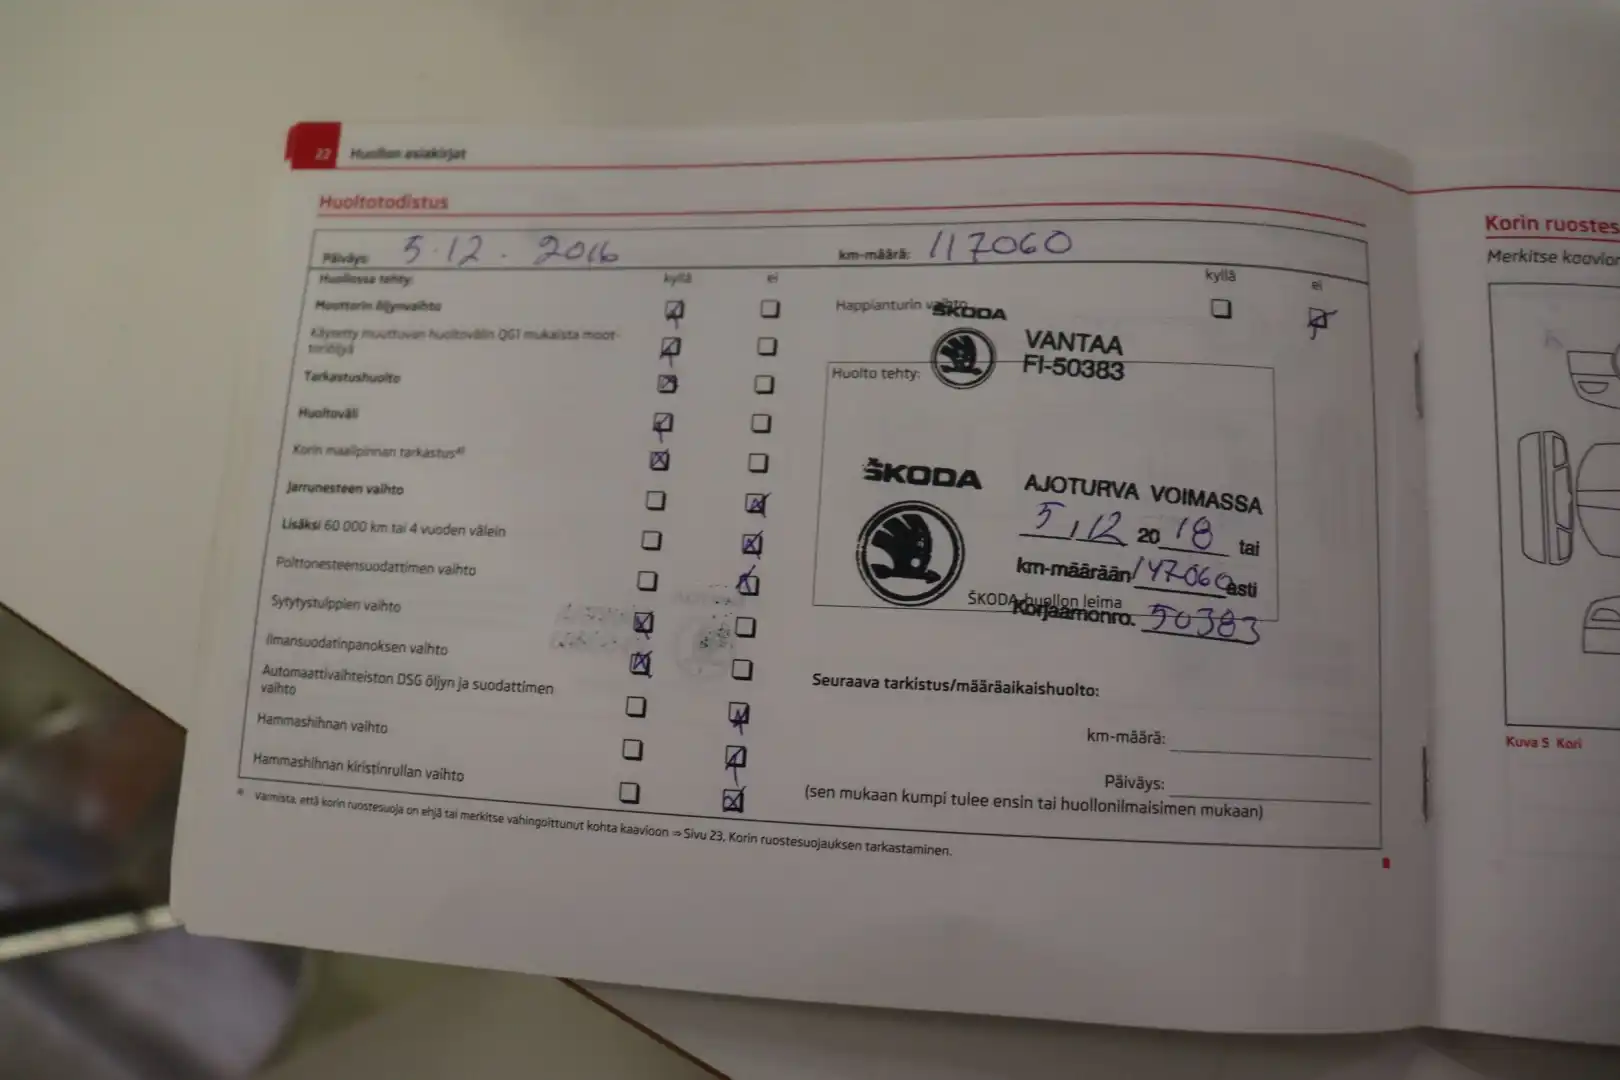 22 Huollon asiakirjat
Huoltotodistus
Päiväys: 5.12.2016
km-määrä: 117060
Huollossa tehty: kyllä ei
Moottorin öljynvaihto
Käytetty muuttuvan huoltovälin QG1 mukaista moot-
toriöljyä
Tarkastushuolto
Huoltoväli
Korin maalipinnan tarkastusᵃ⁾
Jarrunesteen vaihto
Lisäksi 60 000 km tai 4 vuoden välein
Polttonesteensuodattimen vaihto
Sytytystulppien vaihto
Ilmansuodatinpanoksen vaihto
Automaattivaihteiston DSG öljyn ja suodattimen
vaihto
Hammashihnan vaihto
Hammashihnan kiristinrullan vaihto
kyllä ei
Happianturin vaihto
ŠKODA
VANTAA
FI-50383
Huolto tehty:
ŠKODA
AJOTURVA VOIMASSA
5,12 2018 tai
km-määrään 147060 asti
ŠKODA-huollon leima
Korjaamonro. 50383
Seuraava tarkistus/määräaikaishuolto:
km-määrä:
Päiväys:
(sen mukaan kumpi tulee ensin tai huollonilmaisimen mukaan)
Varmista, että korin ruostesuoja on ehjä tai merkitse vahingoittunut kohta kaavioon ⇒ Sivu 23, Korin ruostesuojauksen tarkastaminen.
Korin ruostes
Merkitse kaavion
Kuva 5 Kori